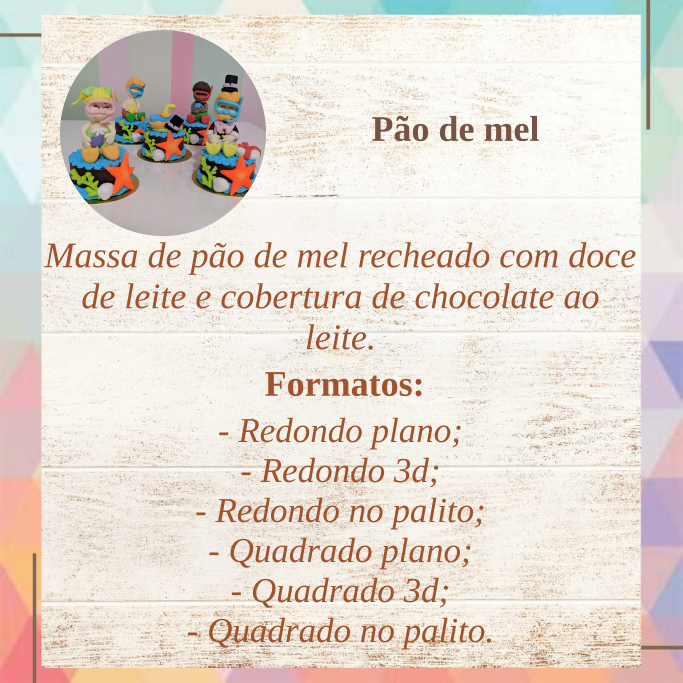 Pão de mel
Massa de pão de mel recheado com doce
de leite e cobertura de chocolate ao
leite.
Formatos:
- Redondo plano;
- Redondo 3d;
- Redondo no palito;
- Quadrado plano;
- Quadrado 3d;
- Quadrado no palito.